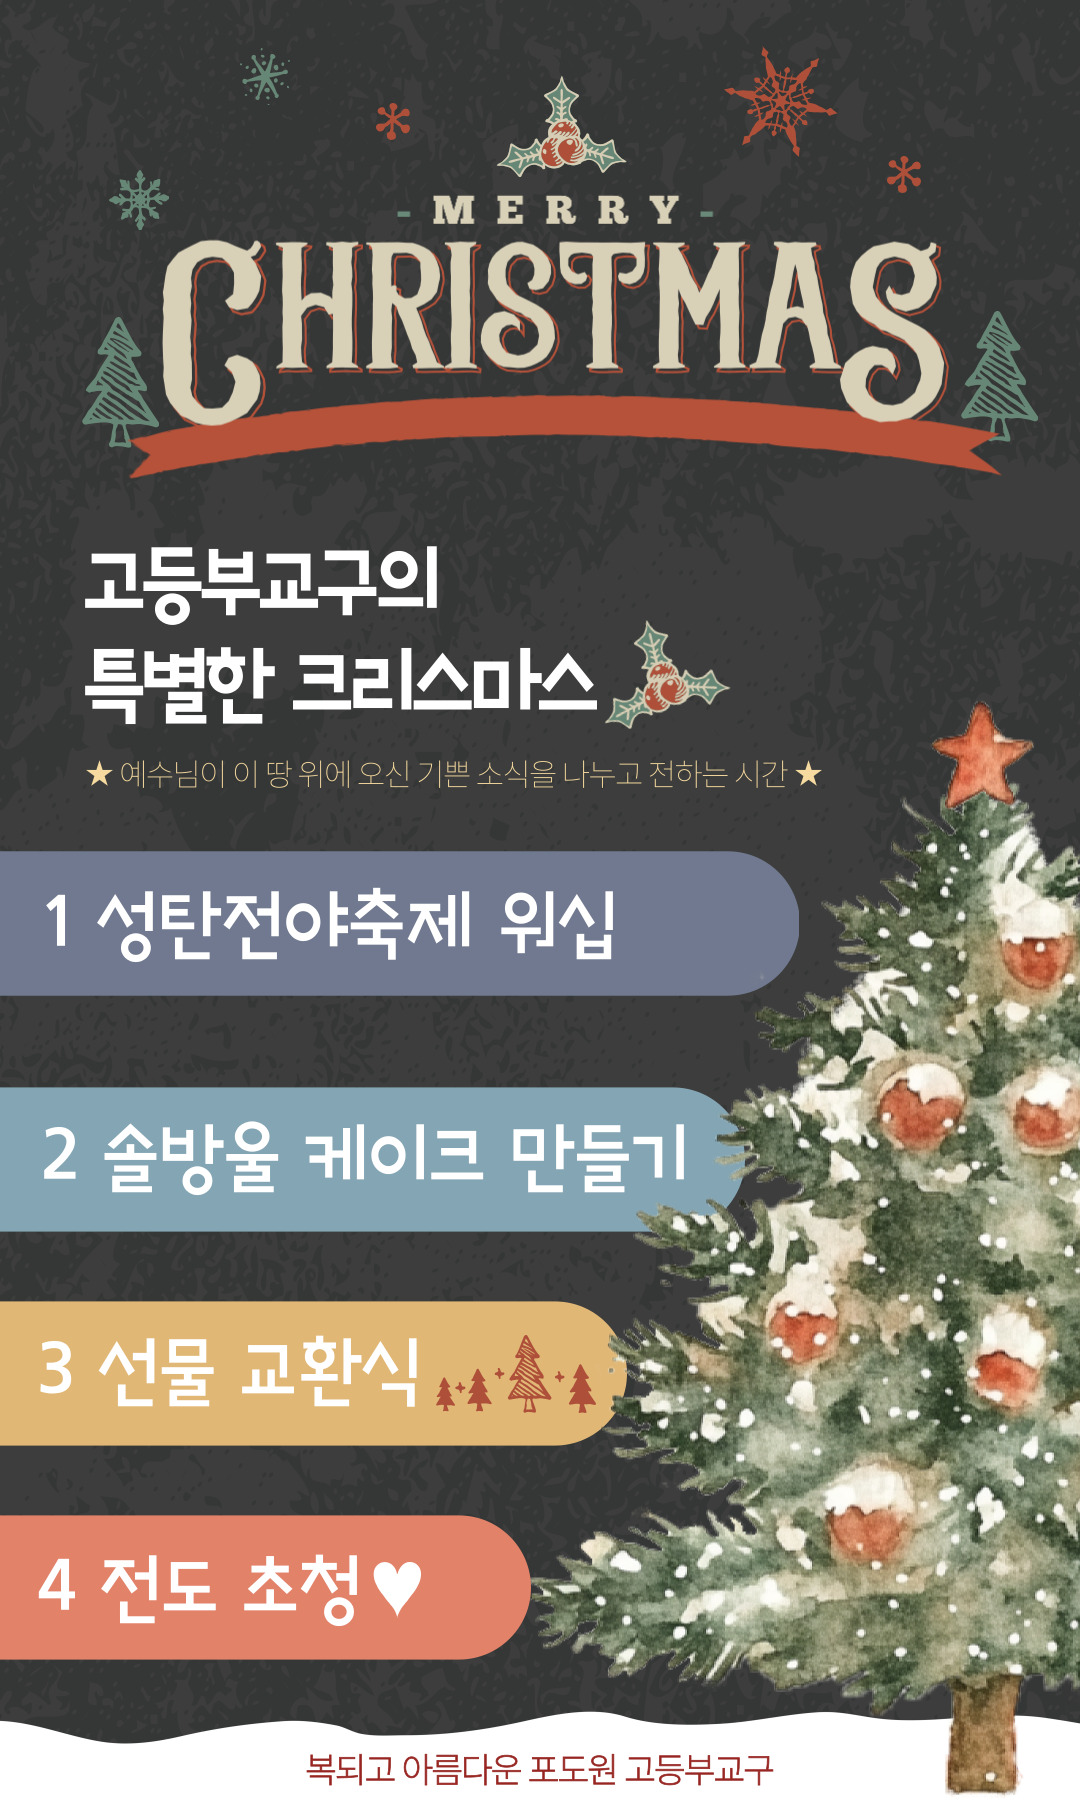 - MERRY -
CHRISTMAS
고등부교구의
특별한 크리스마스
★ 예수님이 이 땅 위에 오신 기쁜 소식을 나누고 전하는 시간 ★
1 성탄전야축제 워십
2 솔방울 케이크 만들기
3 선물 교환식
4 전도 초청♥
복되고 아름다운 포도원 고등부교구